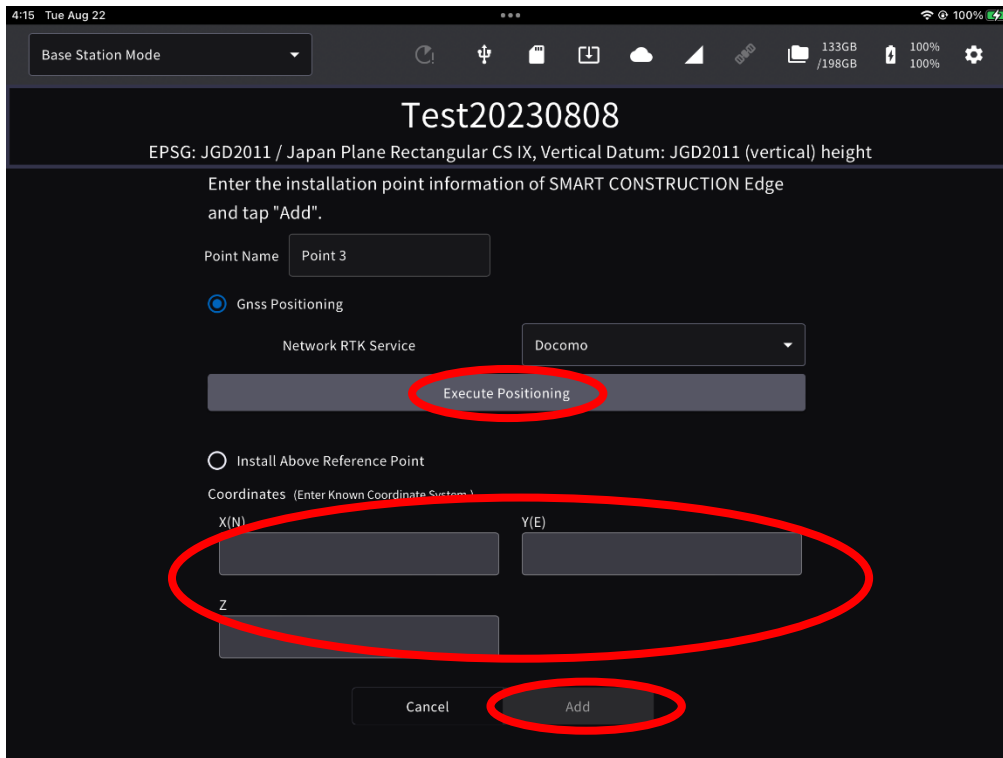 4:15 Tue Aug 22
100%
Base Station Mode
133GB
/198GB
100%
100%
Test20230808
EPSG: JGD2011 / Japan Plane Rectangular CS IX, Vertical Datum: JGD2011 (vertical) height
Enter the installation point information of SMART CONSTRUCTION Edge
and tap "Add".
Point Name
Point 3
Gnss Positioning
Network RTK Service
Docomo
Execute Positioning
Install Above Reference Point
Coordinates (Enter Known Coordinate System )
X(N)
Y(E)
Z
Cancel
Add